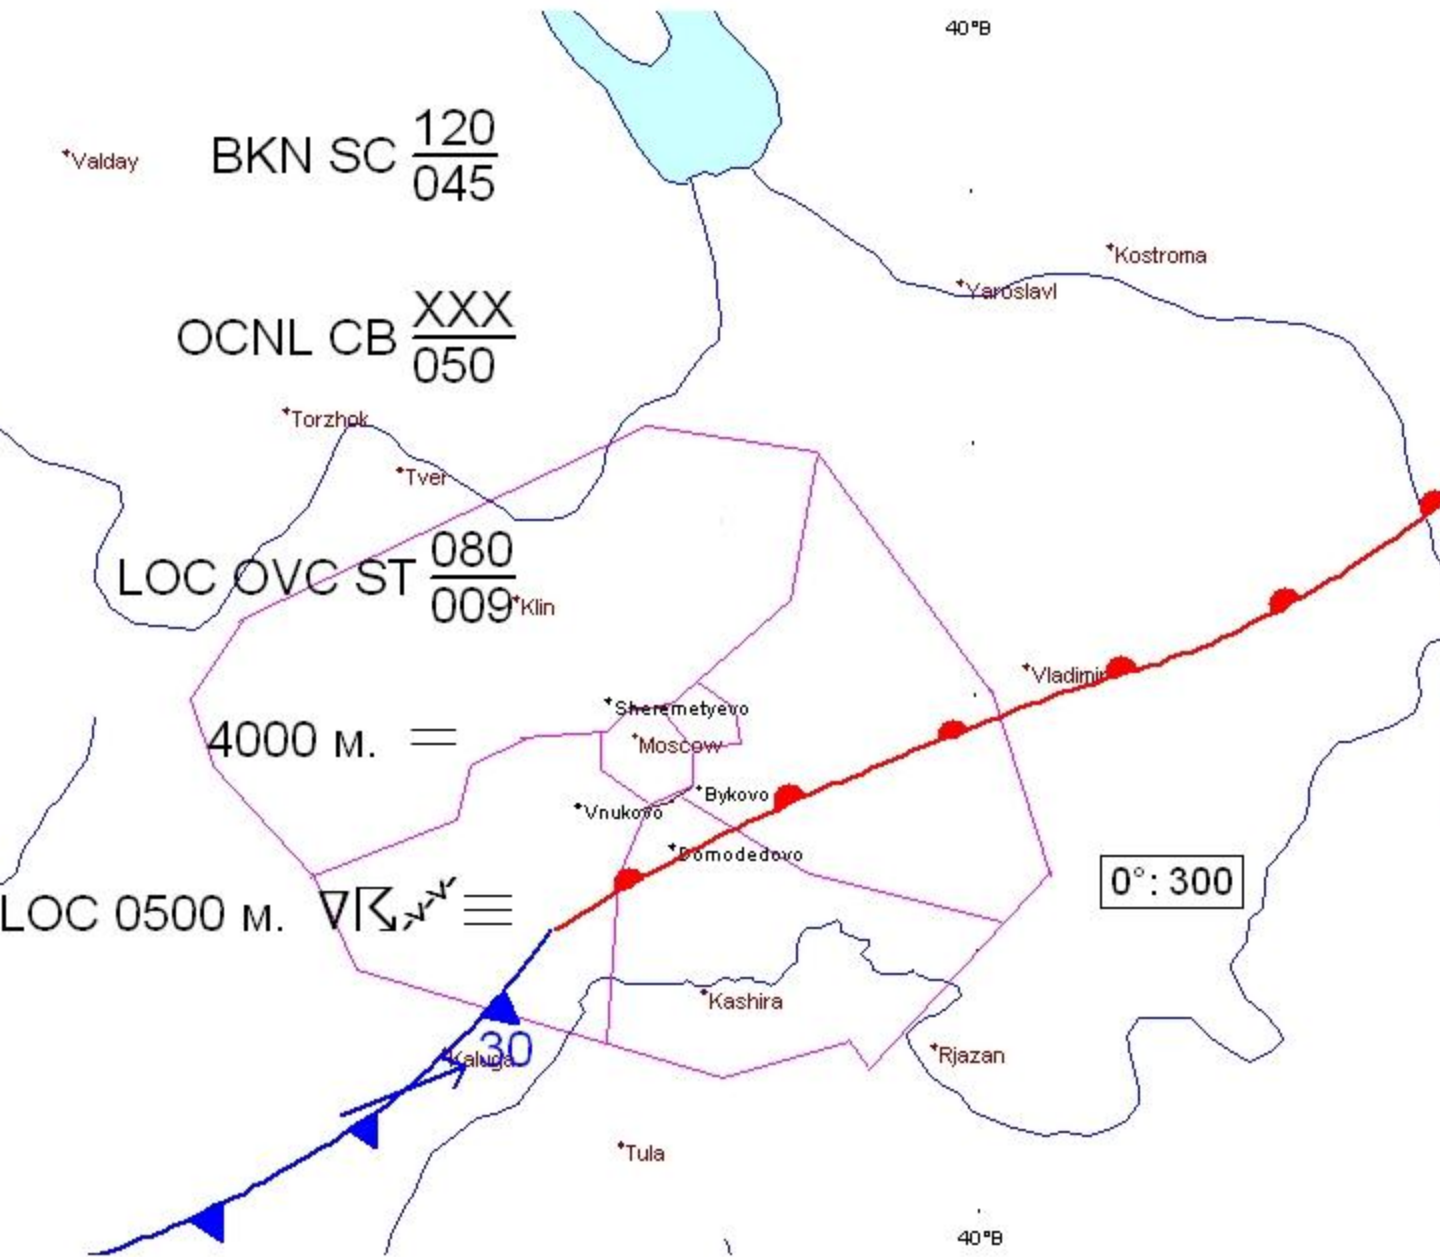 40°В
120
BKN SC
045
Valday
Kostroma
Yaroslavl
XXX
OCNL CB
050
Torzhok
Tver
080
LOC OVC ST
009
Klin
Vladimir
Sheremetyevo
4000 м.
Moscow
Bykovo
Vnukovo
Domodedovo
0°: 300
LOC 0500 м.
Kashira
30
Kaluga
Rjazan
Tula
40°В